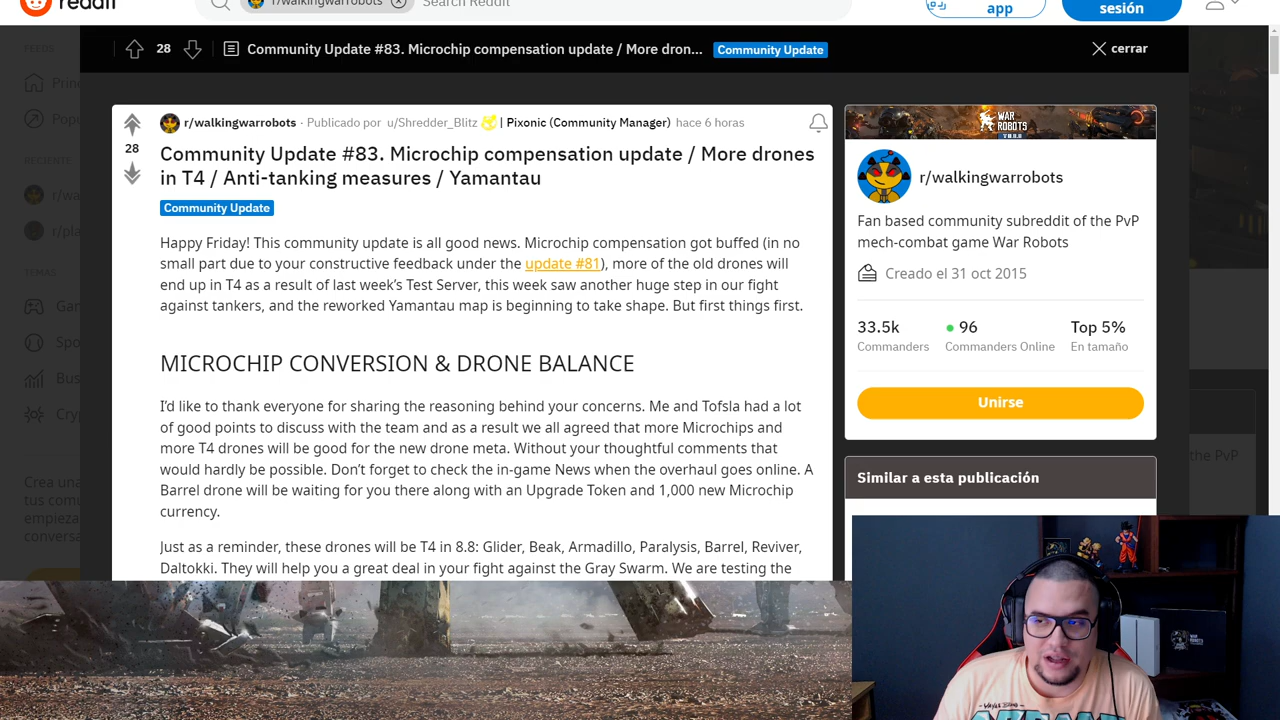 reddit
r/walkingwarrobots
Search Reddit
app
sesión
28
Community Update #83. Microchip compensation update / More dron...
Community Update
cerrar
FEEDS
Princ
Popu
RECIENTE
r/wa
r/pla
TEMAS
Gan
Spo
Bus
Cryp
Crea una
tus comu
empieza
conversa
the PvP
r/walkingwarrobots · Publicado por u/Shredder_Blitz | Pixonic (Community Manager) hace 6 horas
28
Community Update #83. Microchip compensation update / More drones
in T4 / Anti-tanking measures / Yamantau
Community Update
Happy Friday! This community update is all good news. Microchip compensation got buffed (in no
small part due to your constructive feedback under the update #81), more of the old drones will
end up in T4 as a result of last week's Test Server, this week saw another huge step in our fight
against tankers, and the reworked Yamantau map is beginning to take shape. But first things first.
MICROCHIP CONVERSION & DRONE BALANCE
I'd like to thank everyone for sharing the reasoning behind your concerns. Me and Tofsla had a lot
of good points to discuss with the team and as a result we all agreed that more Microchips and
more T4 drones will be good for the new drone meta. Without your thoughtful comments that
would hardly be possible. Don't forget to check the in-game News when the overhaul goes online. A
Barrel drone will be waiting for you there along with an Upgrade Token and 1,000 new Microchip
currency.
Just as a reminder, these drones will be T4 in 8.8: Glider, Beak, Armadillo, Paralysis, Barrel, Reviver,
Daltokki. They will help you a great deal in your fight against the Gray Swarm. We are testing the
WAR
ROBOTS
r/walkingwarrobots
Fan based community subreddit of the PvP
mech-combat game War Robots
Creado el 31 oct 2015
33.5k
96
Top 5%
Commanders
Commanders Online
En tamaño
Unirse
Similar a esta publicación